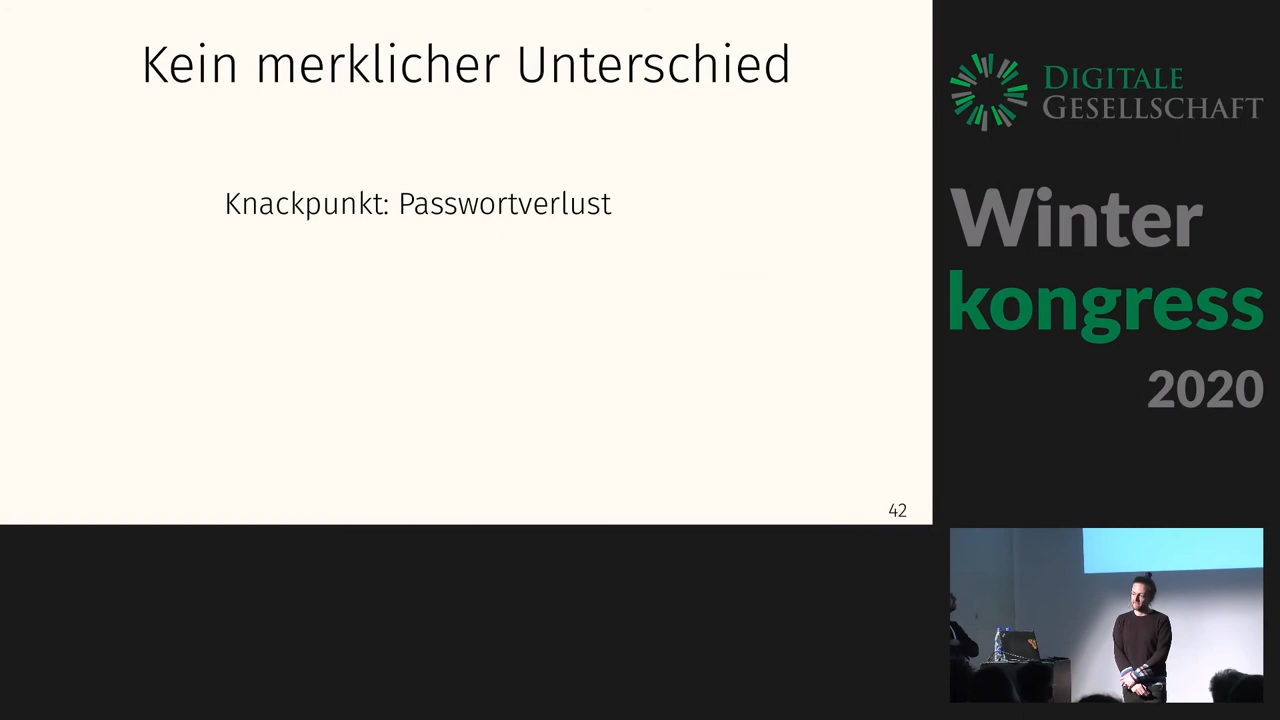 Kein merklicher Unterschied
Knackpunkt: Passwortverlust
42
DIGITALE
GESELLSCHAFT
Winter
kongress
2020